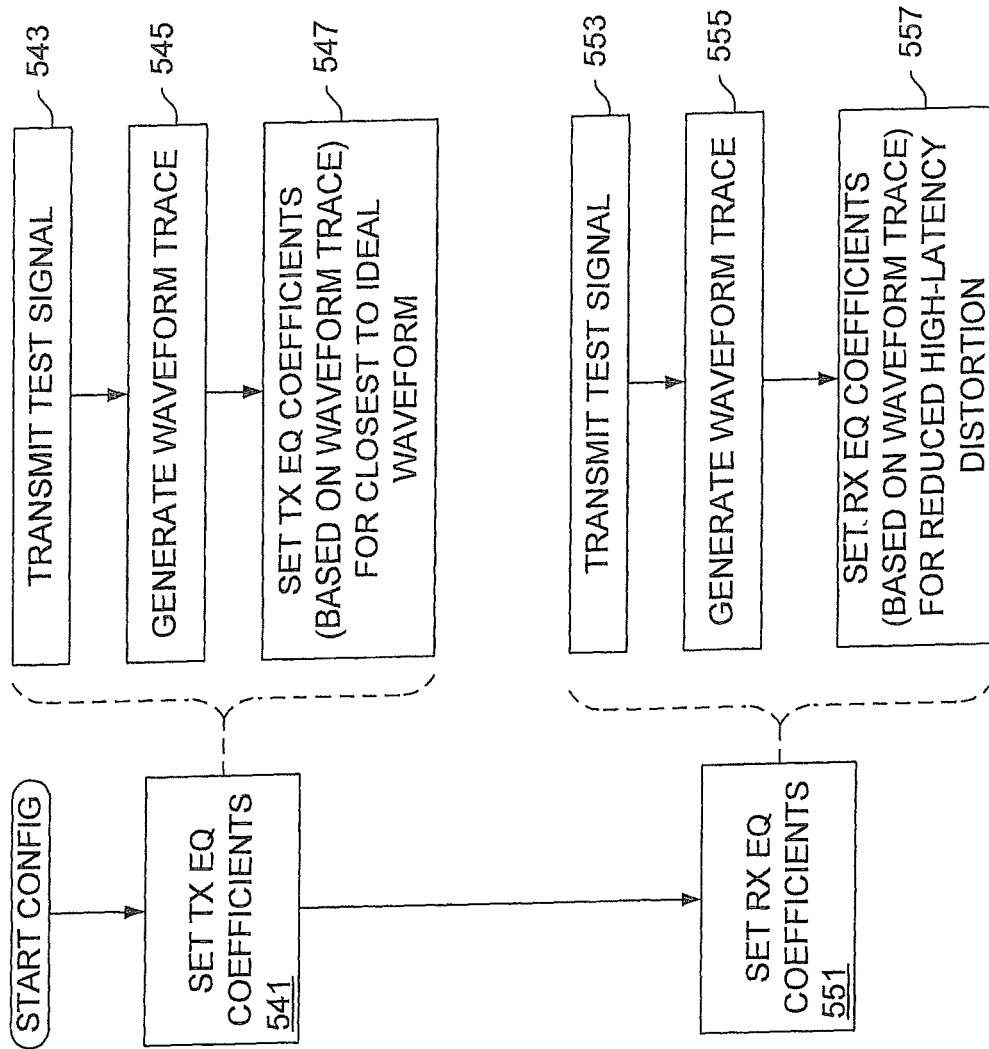 START CONFIG
SET TX EQ
COEFFICIENTS
541
TRANSMIT TEST SIGNAL
543
GENERATE WAVEFORM TRACE
545
SET TX EQ COEFFICIENTS
(BASED ON WAVEFORM TRACE)
FOR CLOSEST TO IDEAL
WAVEFORM
547
SET RX EQ
COEFFICIENTS
551
TRANSMIT TEST SIGNAL
553
GENERATE WAVEFORM TRACE
555
SET RX EQ COEFFICIENTS
(BASED ON WAVEFORM TRACE)
FOR REDUCED HIGH-LATENCY
DISTORTION
557